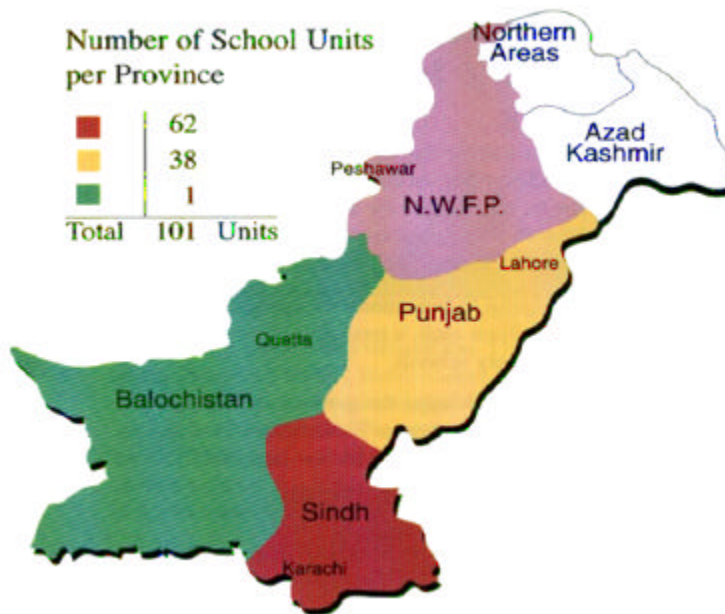 Number of School Units
per Province
62
38
1
Total 101 Units
Northern
Areas
Azad
Kashmir
Peshawar
N.W.F.P.
Lahore
Punjab
Quatta
Balochistan
Sindh
Karachi